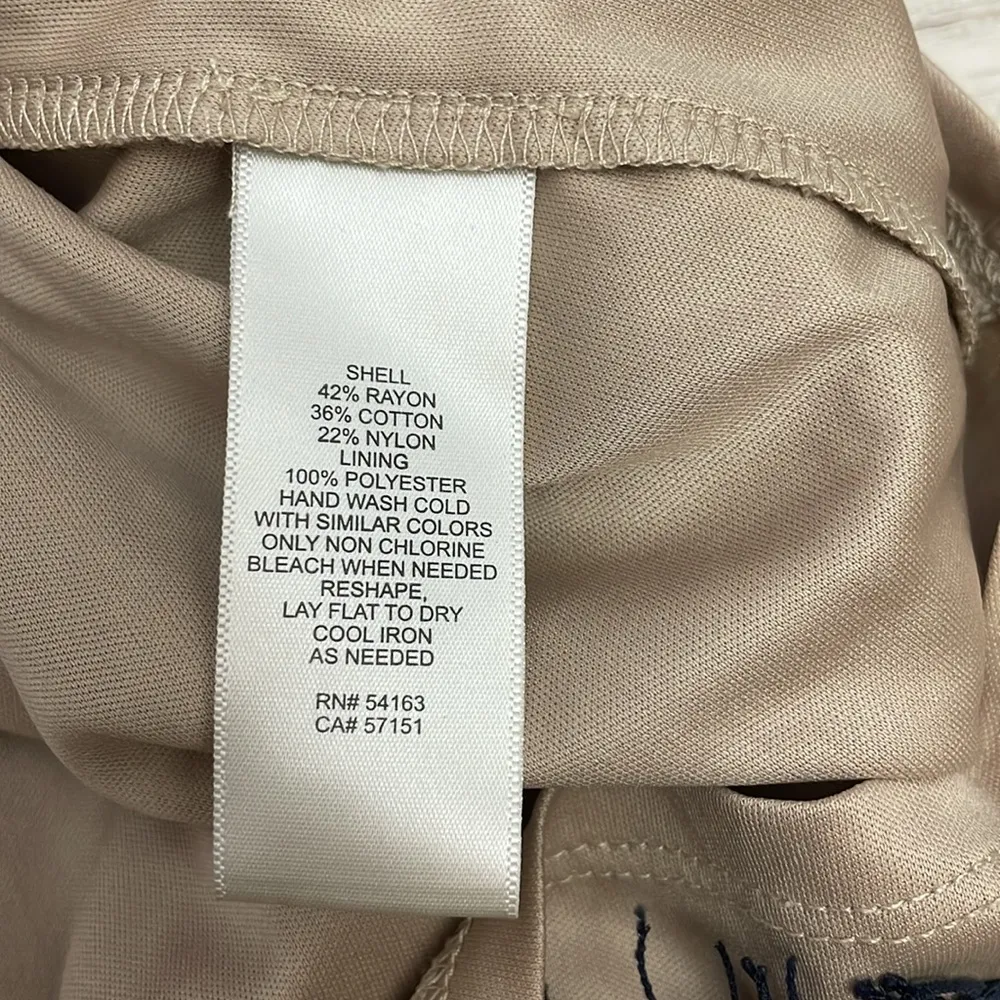 SHELL
42% RAYON
36% COTTON
22% NYLON
LINING
100% POLYESTER
HAND WASH COLD
WITH SIMILAR COLORS
ONLY NON CHLORINE
BLEACH WHEN NEEDED
RESHAPE,
LAY FLAT TO DRY
COOL IRON
AS NEEDED
RN# 54163
CA# 57151